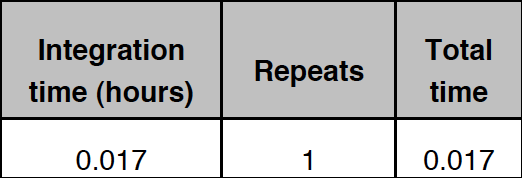 Integration time (hours)
Repeats
Total time
0.017 1 0.017